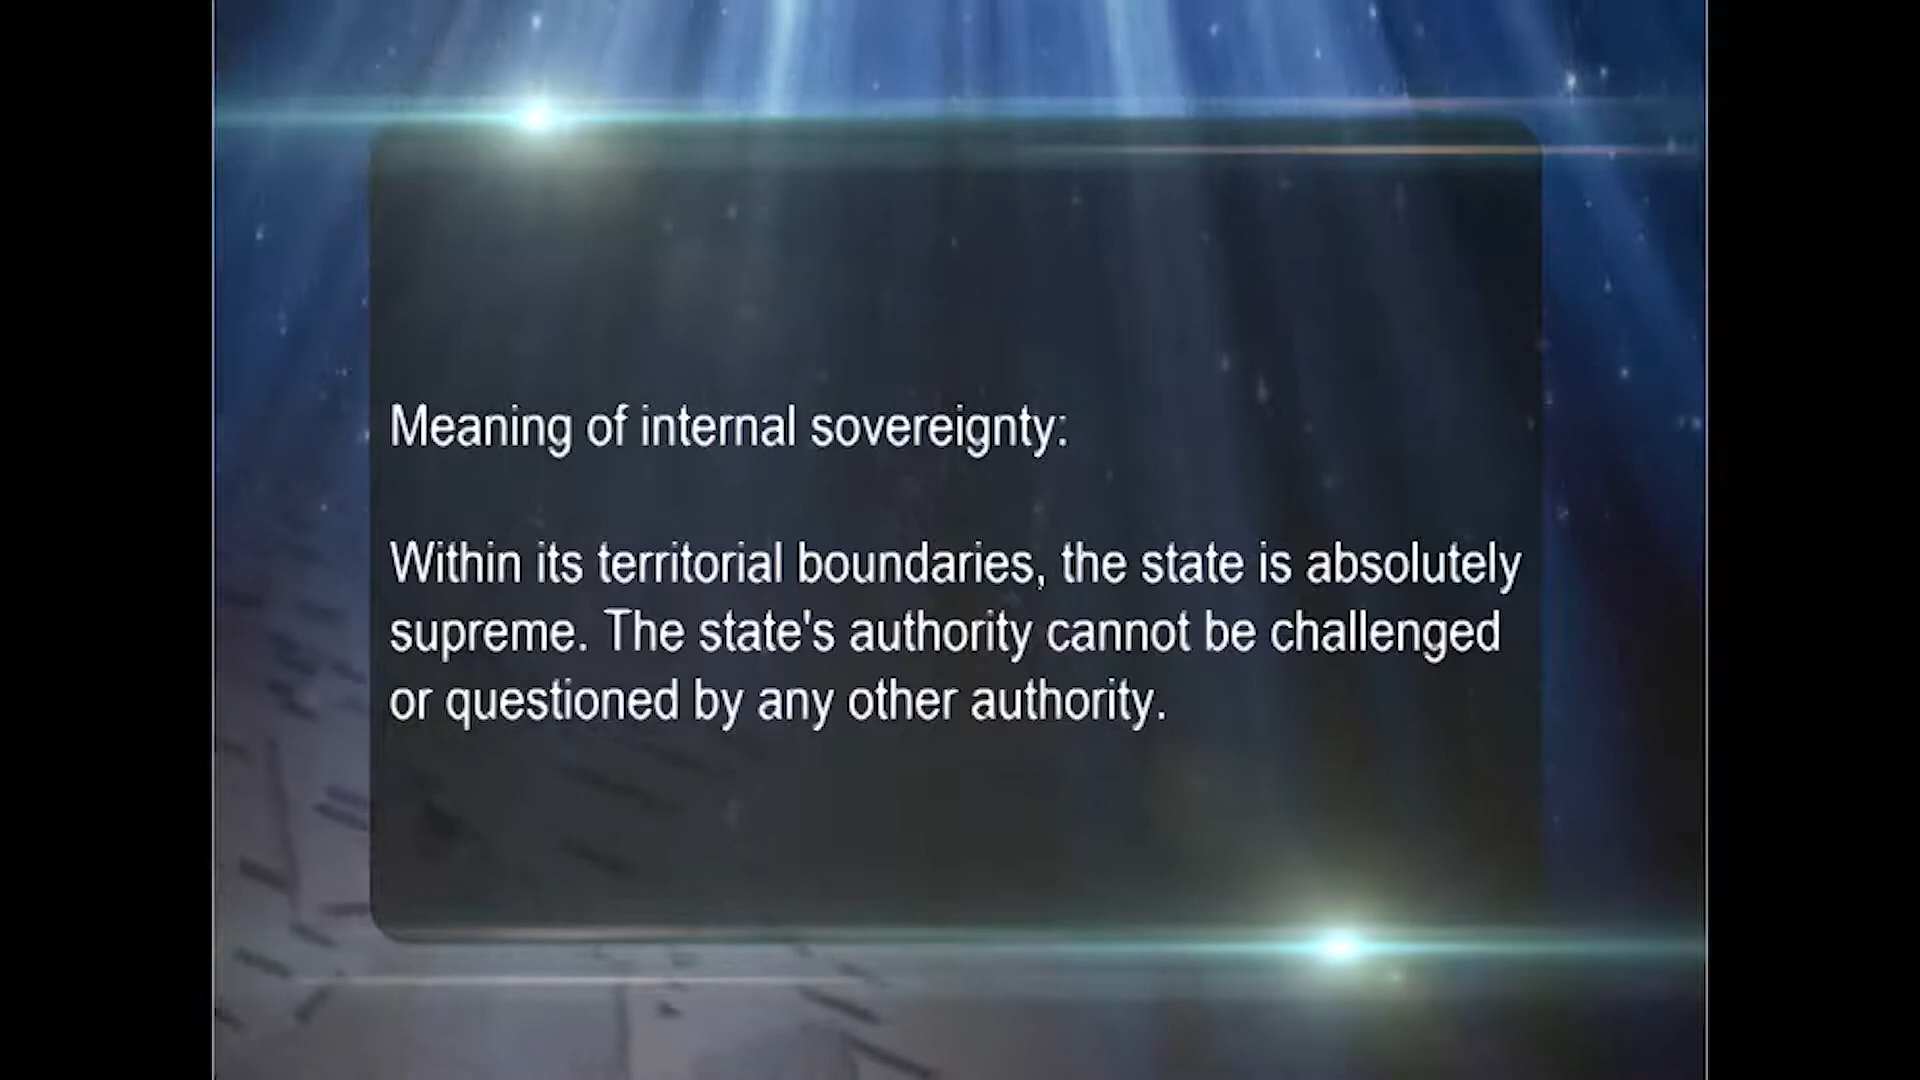 Meaning of internal sovereignty:
Within its territorial boundaries, the state is absolutely
supreme. The state's authority cannot be challenged
or questioned by any other authority.